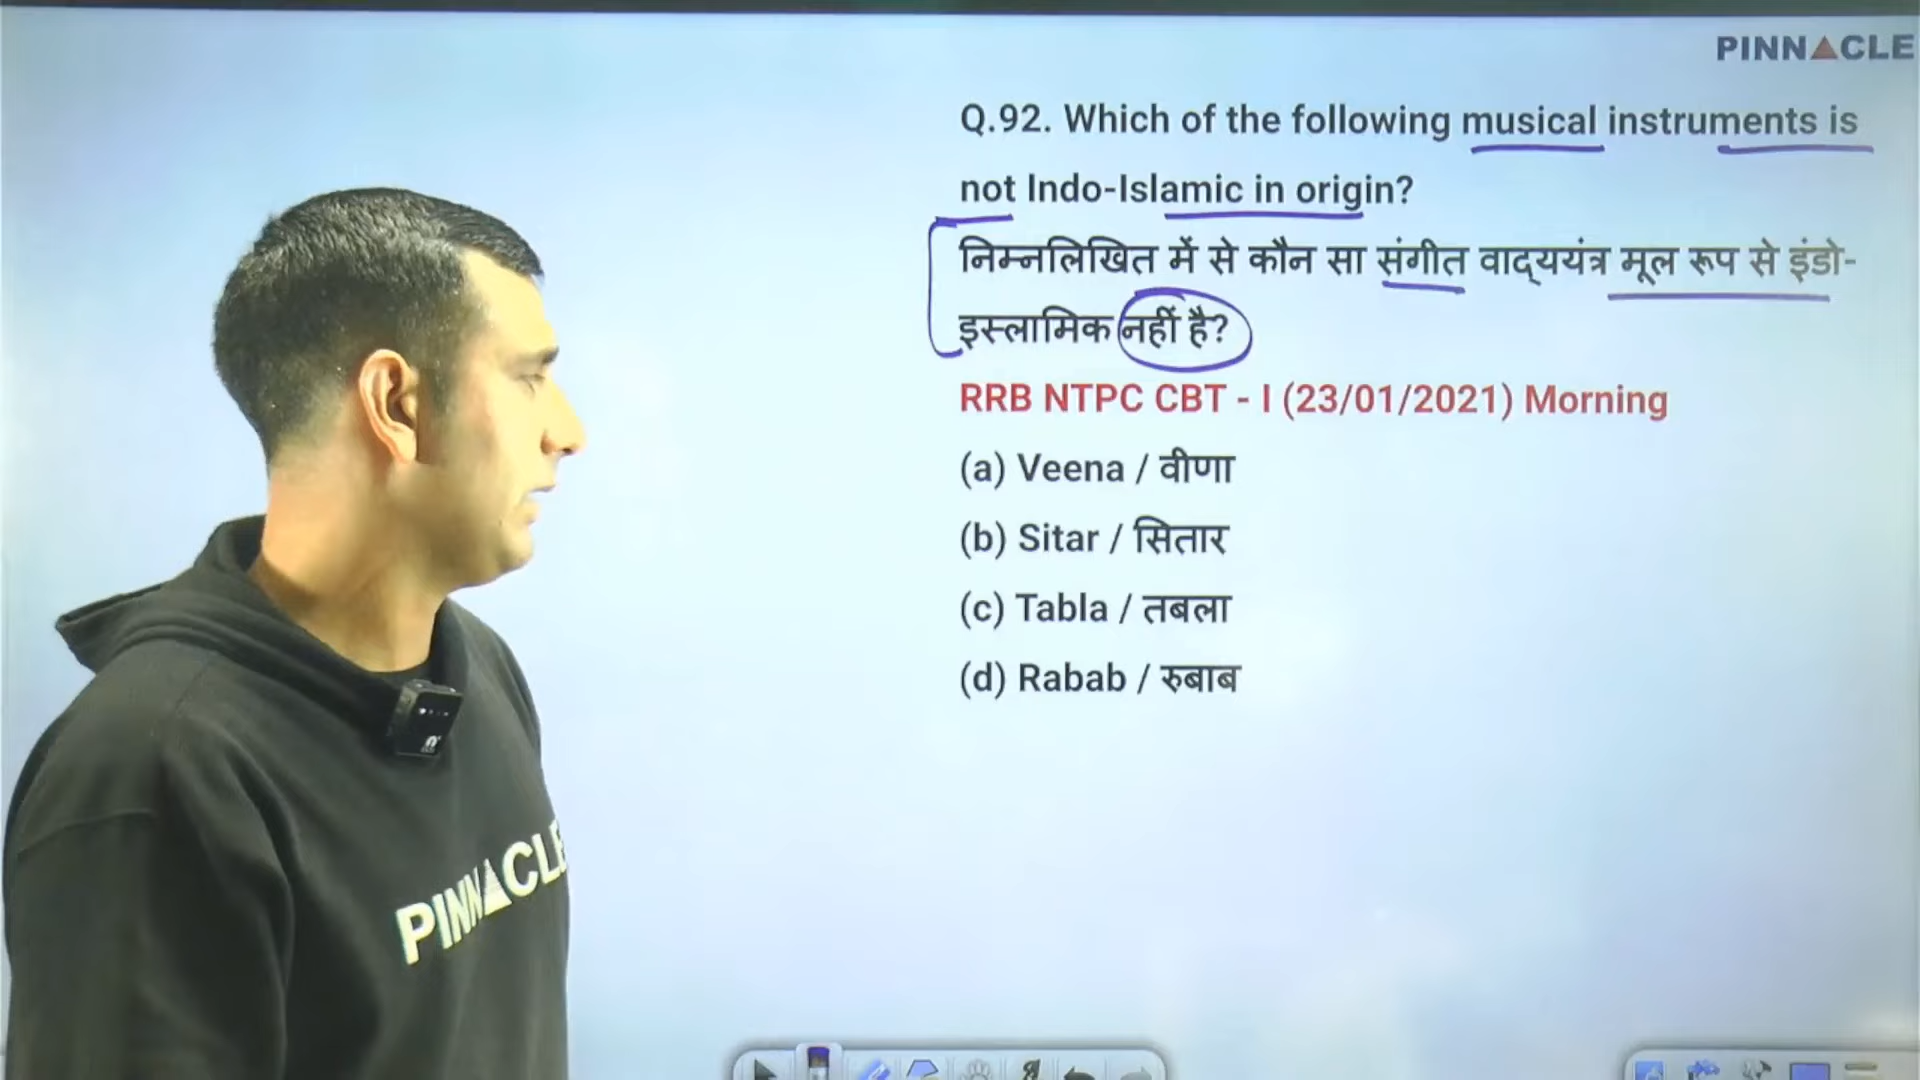 PINNACLE
Q.92. Which of the following musical instruments is
not Indo-Islamic in origin?
निम्नलिखित में से कौन सा संगीत वाद्ययंत्र मूल रूप से इंडो-
इस्लामिक नहीं है?
RRB NTPC CBT - I (23/01/2021) Morning
(a) Veena / वीणा
(b) Sitar / सितार
(c) Tabla / तबला
(d) Rabab / रुबाब
PINNACLE